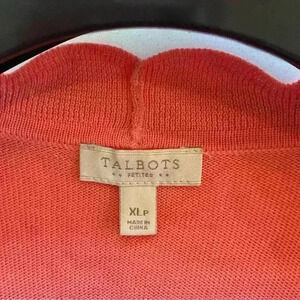 TALBOTS
PETITES
XLP
MADE IN
CHINA